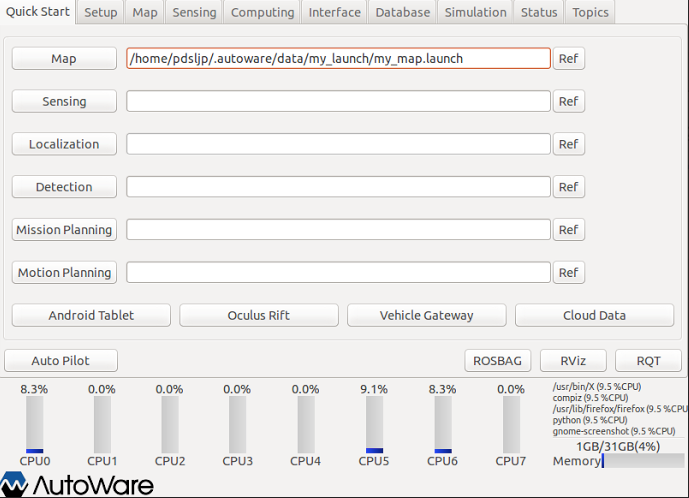 Quick Start Setup Map Sensing Computing Interface Database Simulation Status Topics
Map /home/pdsljp/.autoware/data/my_launch/my_map.launch Ref
Sensing Ref
Localization Ref
Detection Ref
Mission Planning Ref
Motion Planning Ref
Android Tablet Oculus Rift Vehicle Gateway Cloud Data
Auto Pilot ROSBAG RViz RQT
8.3% 0.0% 0.0% 0.0% 0.0% 9.1% 8.3% 0.0%
CPU0 CPU1 CPU2 CPU3 CPU4 CPU5 CPU6 CPU7
/usr/bin/X (9.5 %CPU)
compiz (9.5 %CPU)
/usr/lib/firefox/firefox (9.5 %CPU)
python (9.5 %CPU)
gnome-screenshot (9.5 %CPU)
1GB/31GB(4%)
Memory
AutoWare